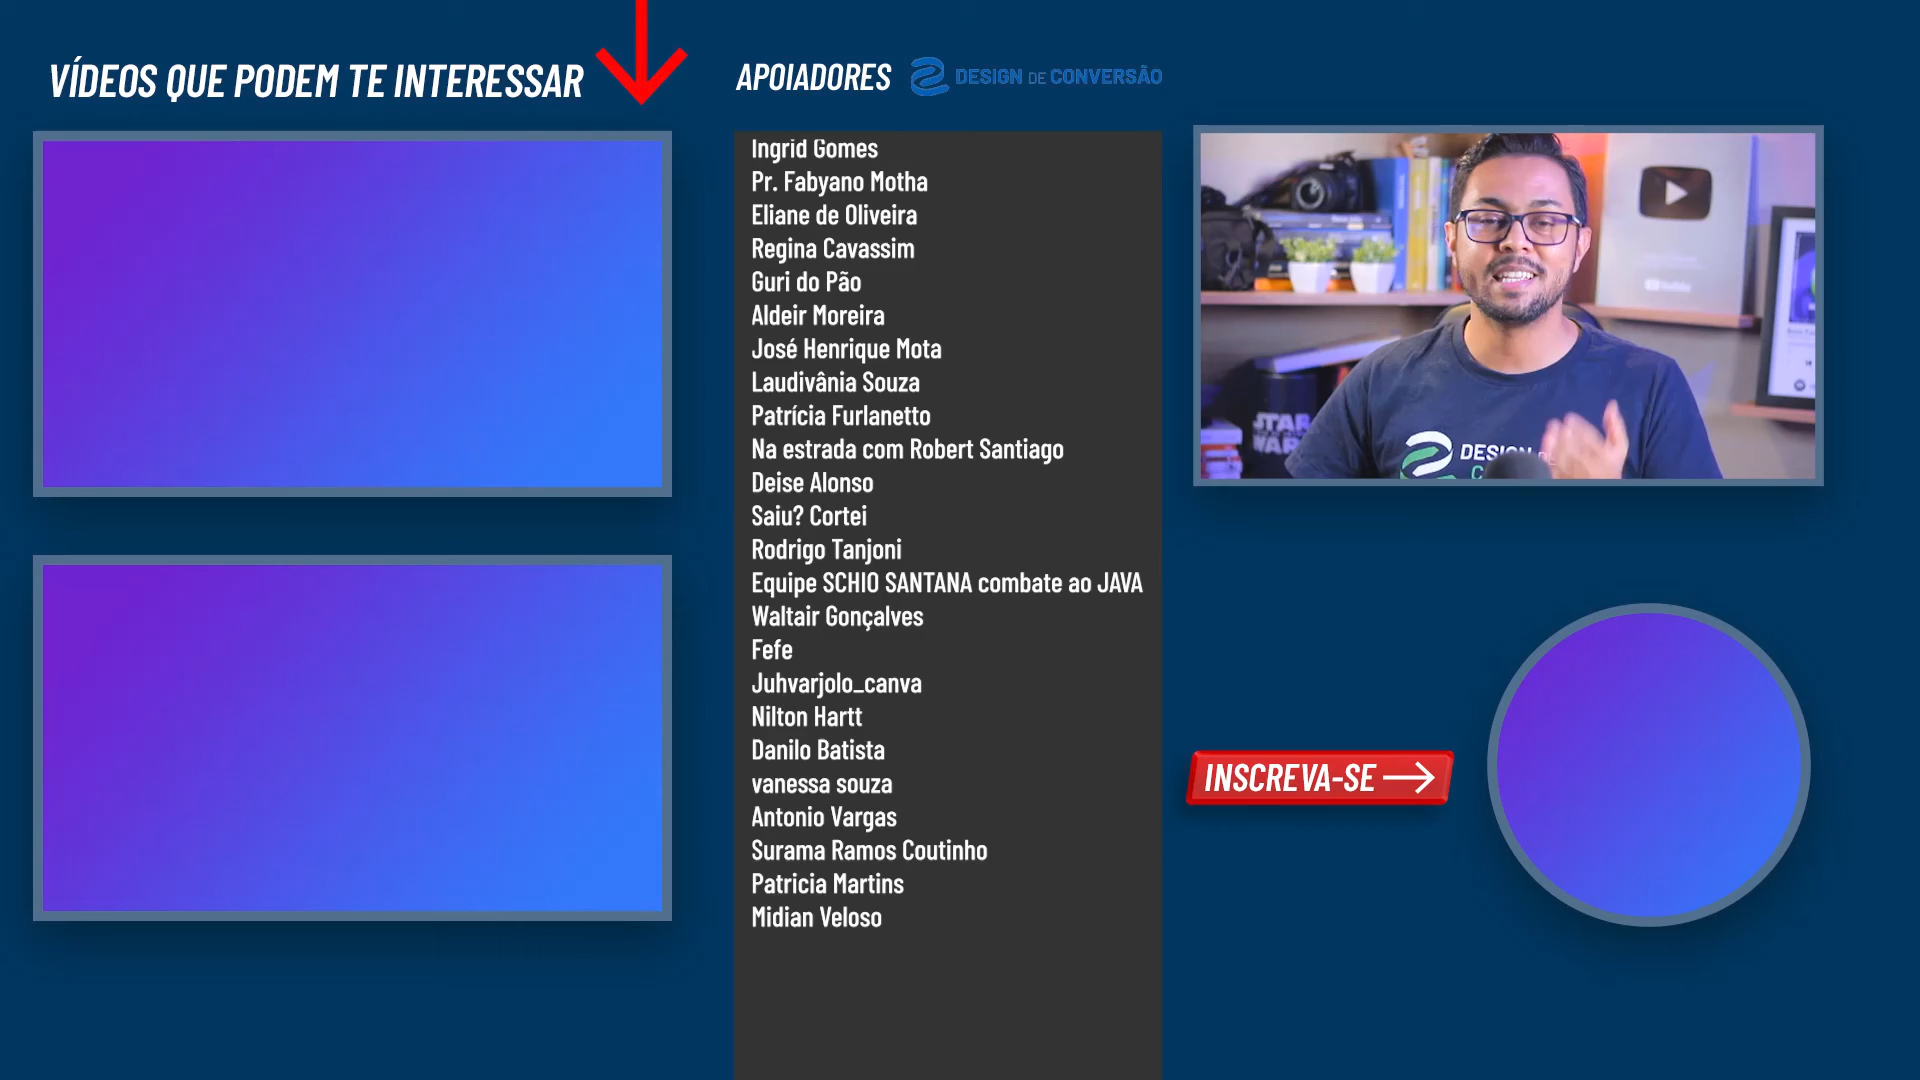 VÍDEOS QUE PODEM TE INTERESSAR
APOIADORES
DESIGN DE CONVERSÃO
Ingrid Gomes
Pr. Fabyano Motha
Eliane de Oliveira
Regina Cavassim
Guri do Pão
Aldeir Moreira
José Henrique Mota
Laudivânia Souza
Patrícia Furlanetto
Na estrada com Robert Santiago
Deise Alonso
Saiu? Cortei
Rodrigo Tanjoni
Equipe SCHIO SANTANA combate ao JAVA
Waltair Gonçalves
Fefe
Juhvarjolo_canva
Nilton Hartt
Danilo Batista
vanessa souza
Antonio Vargas
Surama Ramos Coutinho
Patricia Martins
Midian Veloso
STAR
WARS
DESIGN
INSCREVA-SE